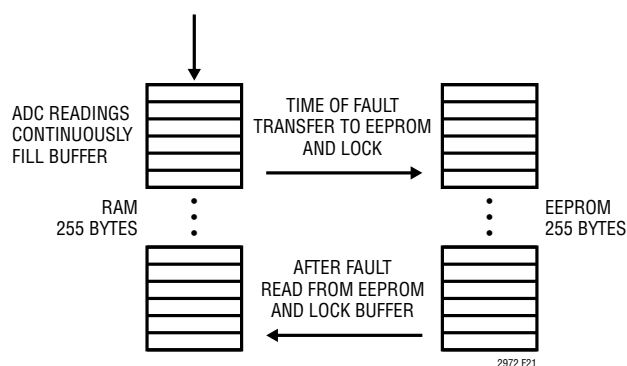 ADC READINGS
CONTINUOUSLY
FILL BUFFER
TIME OF FAULT
TRANSFER TO EEPROM
AND LOCK
RAM
255 BYTES
EEPROM
255 BYTES
AFTER FAULT
READ FROM EEPROM
AND LOCK BUFFER
2972 F21